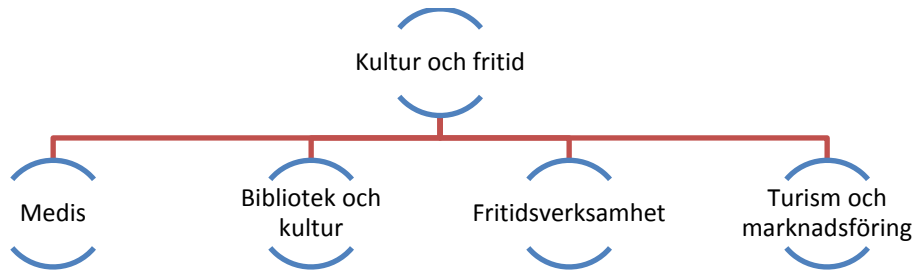 Kultur och fritid
Medis
Bibliotek och
kultur
Fritidsverksamhet
Turism och
marknadsföring